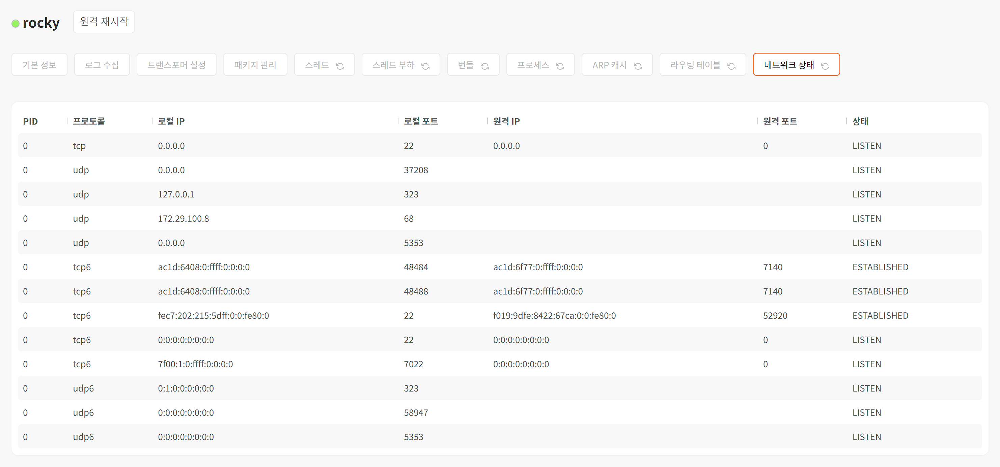 rocky 원격 재시작
기본 정보 로그 수집 트랜스포머 설정 패키지 관리 스레드 스레드 부하 번들 프로세스 ARP 캐시 라우팅 테이블 네트워크 상태
PID 프로토콜 로컬 IP 로컬 포트 원격 IP 원격 포트 상태
0 tcp 0.0.0.0 22 0.0.0.0 0 LISTEN
0 udp 0.0.0.0 37208 LISTEN
0 udp 127.0.0.1 323 LISTEN
0 udp 172.29.100.8 68 LISTEN
0 udp 0.0.0.0 5353 LISTEN
0 tcp6 ac1d:6408:0:ffff:0:0:0:0 48484 ac1d:6f77:0:ffff:0:0:0:0 7140 ESTABLISHED
0 tcp6 ac1d:6408:0:ffff:0:0:0:0 48488 ac1d:6f77:0:ffff:0:0:0:0 7140 ESTABLISHED
0 tcp6 fec7:202:215:5dff:0:0:fe80:0 22 f019:9dfe:8422:67ca:0:0:fe80:0 52920 ESTABLISHED
0 tcp6 0:0:0:0:0:0:0:0 22 0:0:0:0:0:0:0:0 0 LISTEN
0 tcp6 7f00:1:0:ffff:0:0:0:0 7022 0:0:0:0:0:0:0:0 0 LISTEN
0 udp6 0:1:0:0:0:0:0:0 323 LISTEN
0 udp6 0:0:0:0:0:0:0:0 58947 LISTEN
0 udp6 0:0:0:0:0:0:0:0 5353 LISTEN